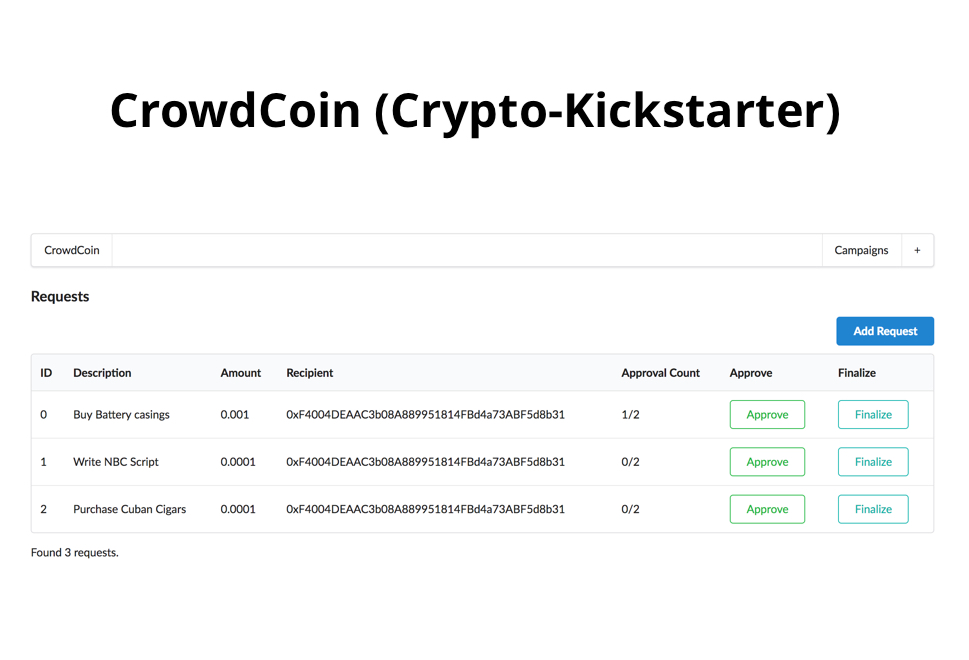 CrowdCoin (Crypto-Kickstarter)
CrowdCoin Campaigns +
Requests
Add Request
ID Description Amount Recipient Approval Count Approve Finalize
0 Buy Battery casings 0.001 0xF4004DEAAC3b08A889951814FBd4a73ABF5d8b31 1/2 Approve Finalize
1 Write NBC Script 0.0001 0xF4004DEAAC3b08A889951814FBd4a73ABF5d8b31 0/2 Approve Finalize
2 Purchase Cuban Cigars 0.0001 0xF4004DEAAC3b08A889951814FBd4a73ABF5d8b31 0/2 Approve Finalize
Found 3 requests.